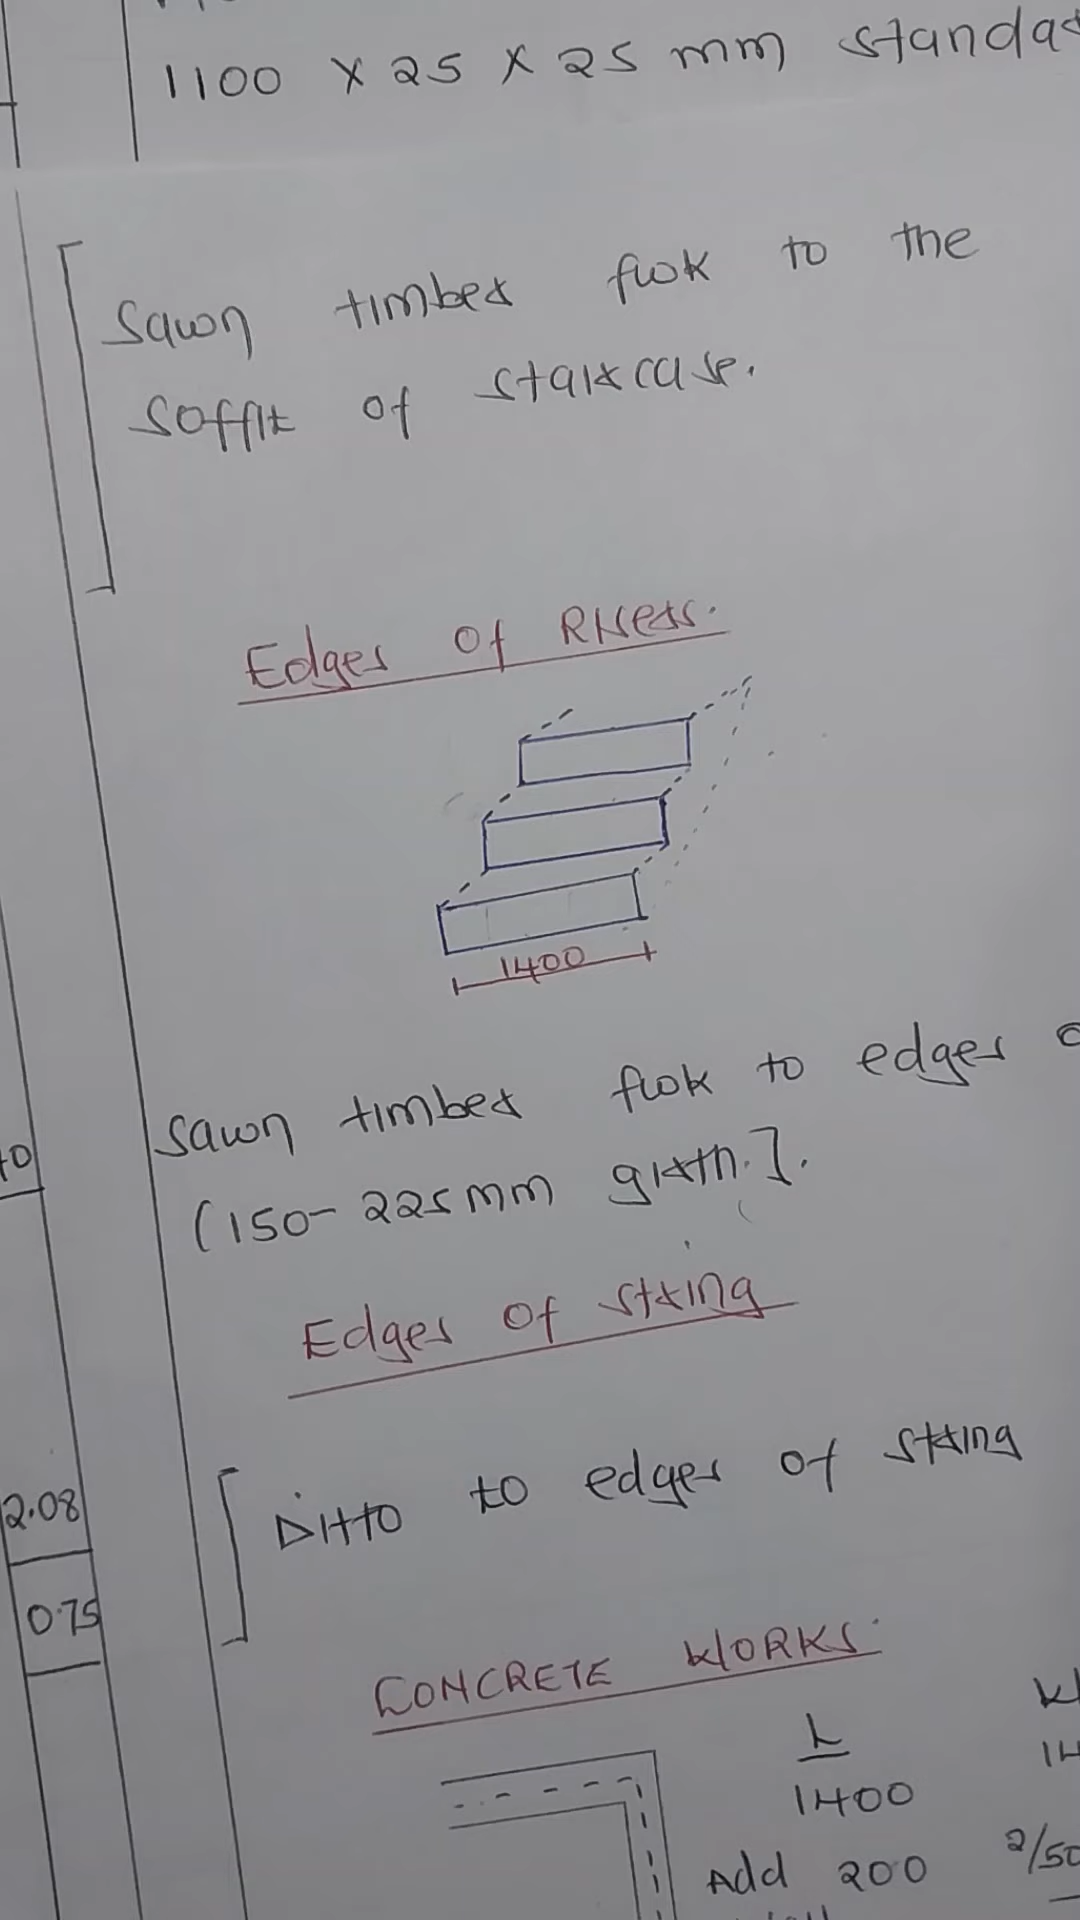 1100 x 25 x 25 mm standar
Sawn timber fwk to the
soffit of staircase.
Edges of Risers.
1400
Sawn timber fwk to edges o
(150-225mm girth.].
Edges of string
Ditto to edges of string
2.08
0.75
CONCRETE WORKS.
L
1400
Add 200 2/50